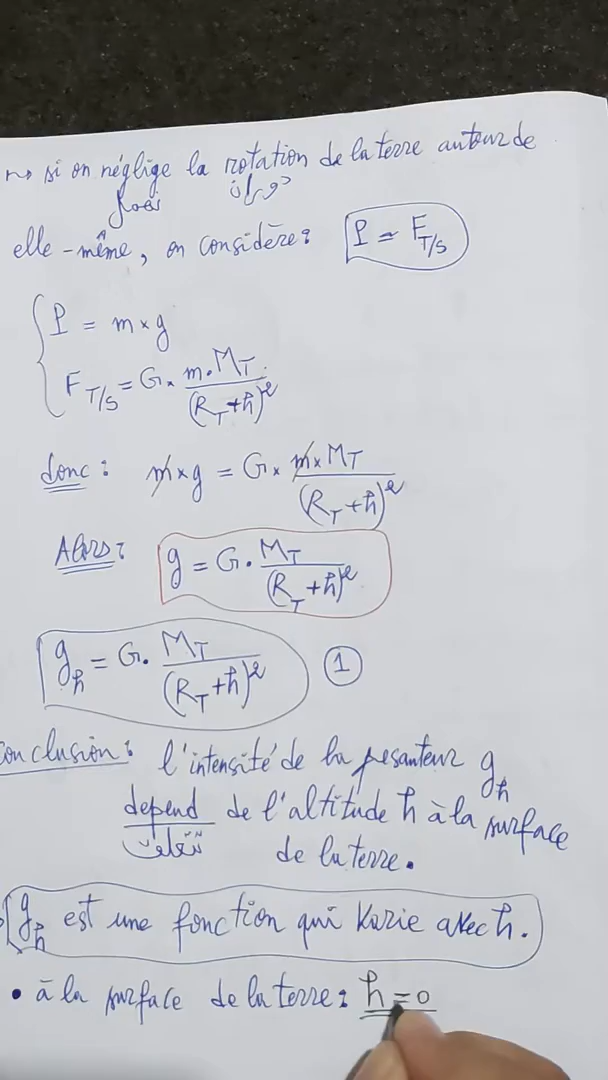 si on néglige la rotation de la terre autour de
دوران
elle-même, on considère : P = F_T/S
P = m × g
F_T/S = G × m.M_T / (R_T + h)²
donc : m × g = G × m × M_T / (R_T + h)²
Alors : g = G . M_T / (R_T + h)²
g_h = G . M_T / (R_T + h)² ①
Conclusion : l'intensité de la pesanteur g_h
depend de l'altitude h à la surface
de la terre.
g_h est une fonction qui varie avec h.
• à la surface de la terre : h = 0